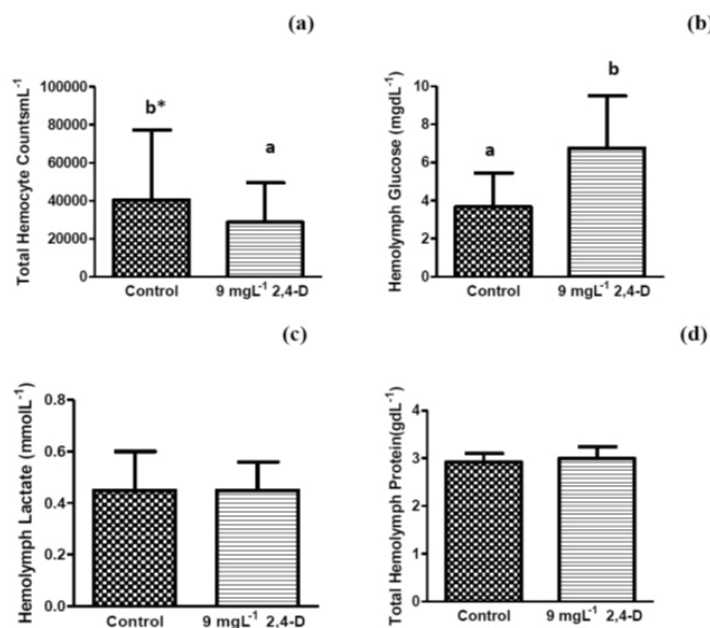 (a)
Total Hemocyte CountsmL⁻¹
100000
80000
60000
40000
20000
0
b*
a
Control
9 mgL⁻¹ 2,4-D
(b)
Hemolymph Glucose (mgdL⁻¹)
10
8
6
4
2
0
a
b
Control
9 mgL⁻¹ 2,4-D
(c)
Hemolymph Lactate (mmolL⁻¹)
0.8
0.6
0.4
0.2
0.0
Control
9 mgL⁻¹ 2,4-D
(d)
Total Hemolymph Protein(gdL⁻¹)
4
3
2
1
0
Control
9 mgL⁻¹ 2,4-D